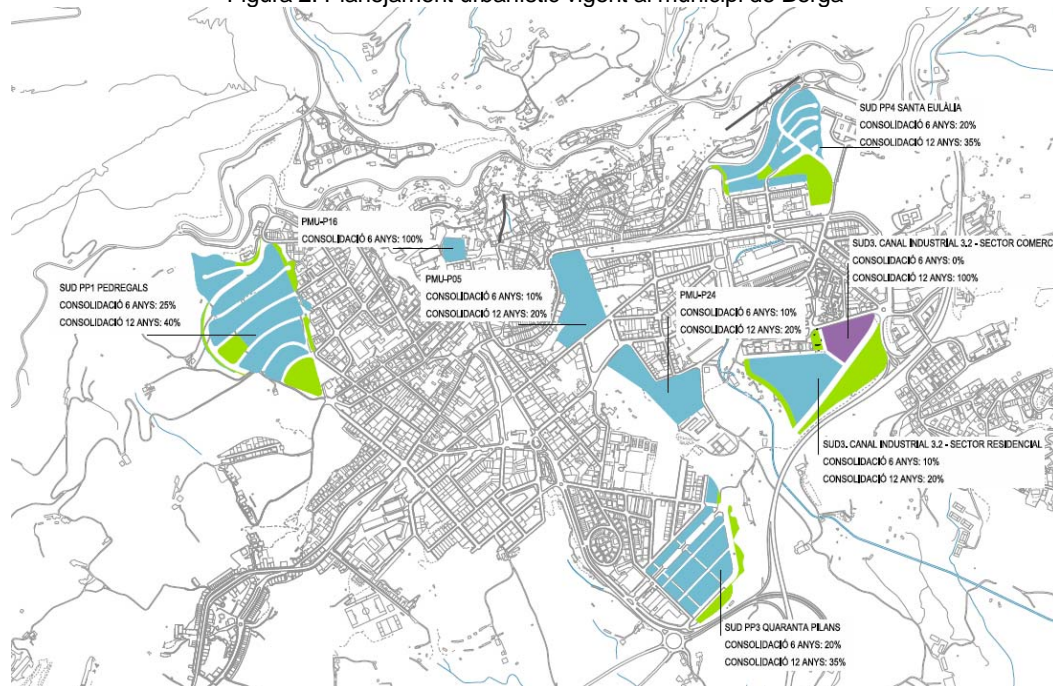 Figura 2. Planejament urbanístic vigent al municipi de Berga
SUD PP4 SANTA EULÀLIA
CONSOLIDACIÓ 6 ANYS: 20%
CONSOLIDACIÓ 12 ANYS: 35%
PMU-P16
CONSOLIDACIÓ 6 ANYS: 100%
SUD3. CANAL INDUSTRIAL 3.2 - SECTOR COMERC
CONSOLIDACIÓ 6 ANYS: 0%
CONSOLIDACIÓ 12 ANYS: 100%
PMU-P05
CONSOLIDACIÓ 6 ANYS: 10%
CONSOLIDACIÓ 12 ANYS: 20%
SUD PP1 PEDREGALS
CONSOLIDACIÓ 6 ANYS: 25%
CONSOLIDACIÓ 12 ANYS: 40%
PMU-P24
CONSOLIDACIÓ 6 ANYS: 10%
CONSOLIDACIÓ 12 ANYS: 20%
SUD3. CANAL INDUSTRIAL 3.2 - SECTOR RESIDENCIAL
CONSOLIDACIÓ 6 ANYS: 10%
CONSOLIDACIÓ 12 ANYS: 20%
SUD PP3 QUARANTA PILANS
CONSOLIDACIÓ 6 ANYS: 20%
CONSOLIDACIÓ 12 ANYS: 35%